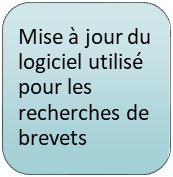 Mise à jour du
logiciel utilisé
pour les
recherches de
brevets